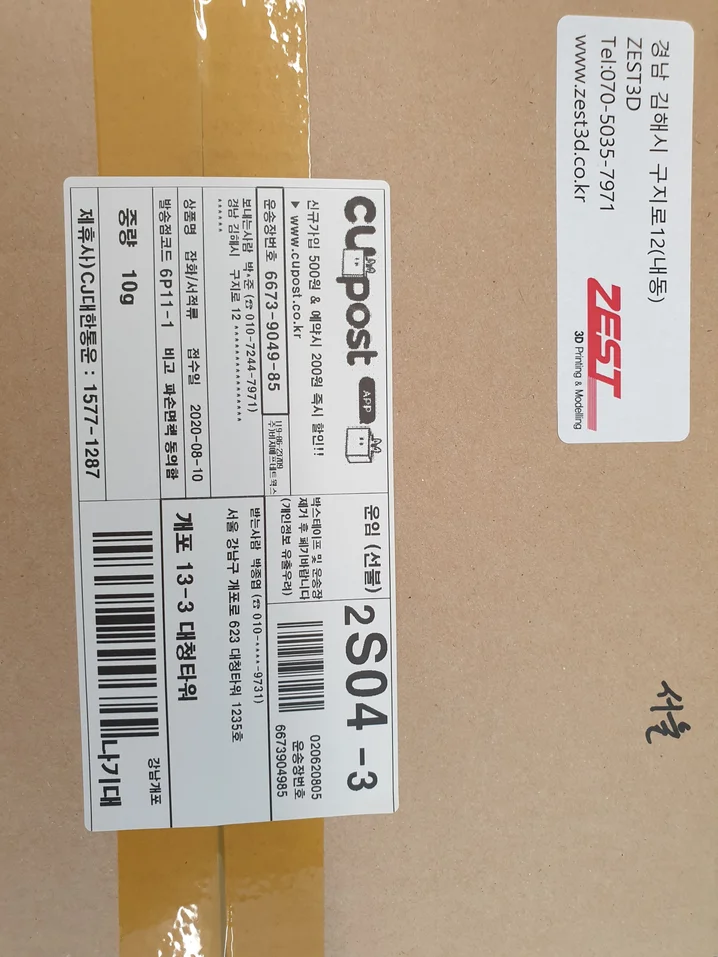 경남 김해시 구지로12(내동)
ZEST3D
Tel:070-5035-7971
www.zest3d.co.kr
ZEST
3D Printing & Modelling
서울
cupost APP
신규가입 500원 & 예약시 200원 즉시 할인!!
▶ www.cupost.co.kr
운임 (선불)
2S04 -3
박스테이프 및 운송장
제거 후 폐기바랍니다
(개인정보 유출우려)
020620805
운송장번호
6673904985
운송장번호 6673-9049-85
보내는사람 박*준 (☎ 010-7244-7971)
경남 김해시 구지로 12 ******************
*****
받는사람 박종엽 (☎ 010-****-9731)
서울 강남구 개포로 623 대청타워 1235호
상품명 잡화/서적류 접수일 2020-08-10
발송점코드 6P11-1 비고 파손면책 동의함
개포 13-3 대청타워
중량 10g
제휴사)CJ대한통운 : 1577-1287
강남개포
나기대